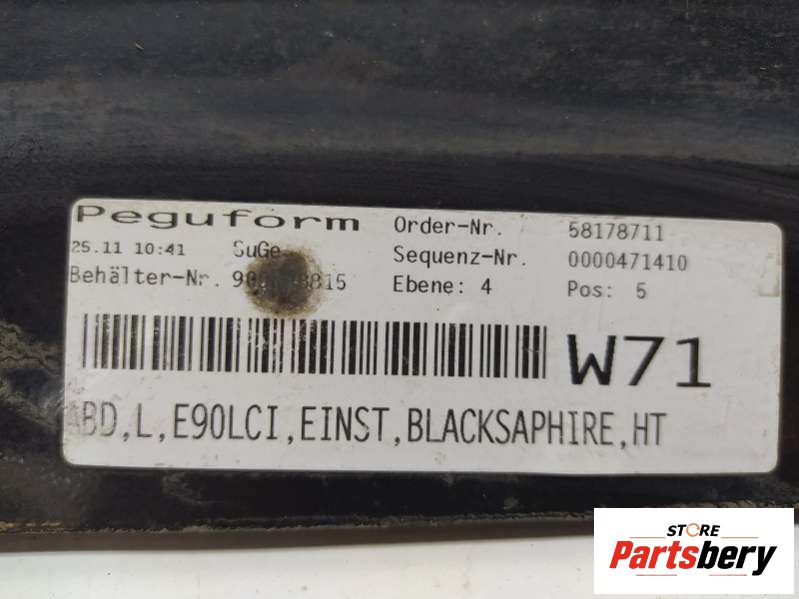 Peguform Order-Nr. 58178711
25.11 10:41 SuGe Sequenz-Nr. 0000471410
Behälter-Nr. Ebene: 4 Pos: 5
W71
ABD,L,E90LCI,EINST,BLACKSAPHIRE,HT
STORE
Partsbery